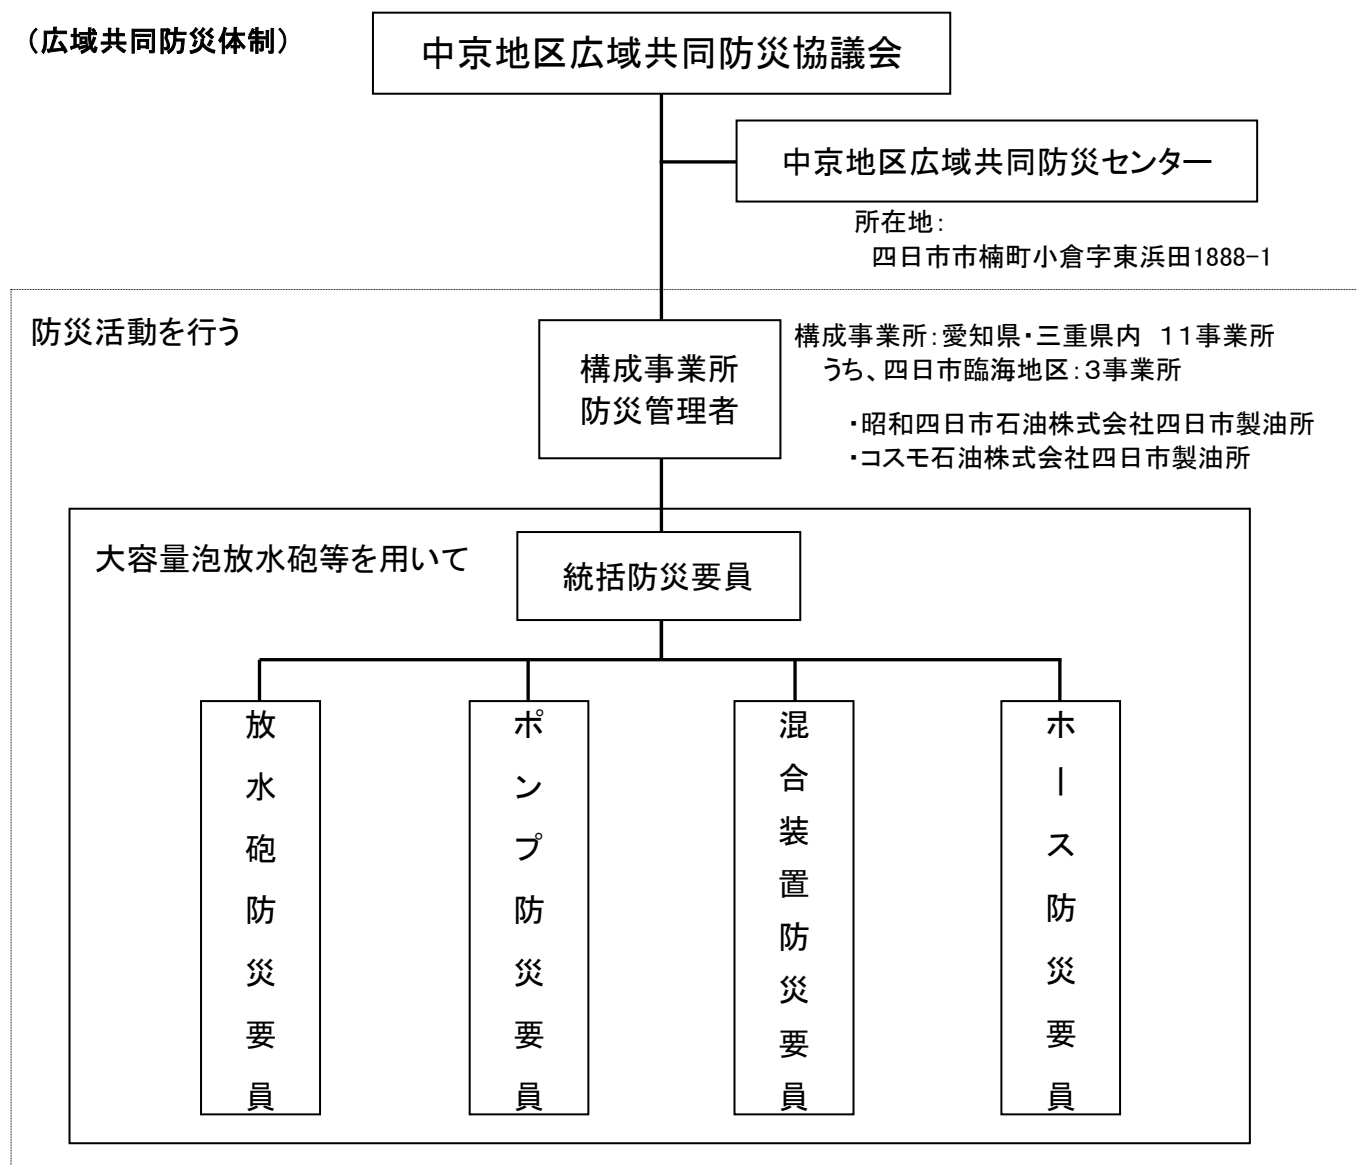 （広域共同防災体制）
中京地区広域共同防災協議会
中京地区広域共同防災センター
所在地：
四日市市楠町小倉字東浜田1888-1
防災活動を行う
構成事業所
防災管理者
構成事業所：愛知県・三重県内　11事業所
うち、四日市臨海地区：3事業所
・昭和四日市石油株式会社四日市製油所
・コスモ石油株式会社四日市製油所
大容量泡放水砲等を用いて
統括防災要員
放水砲防災要員
ポンプ防災要員
混合装置防災要員
ホース防災要員